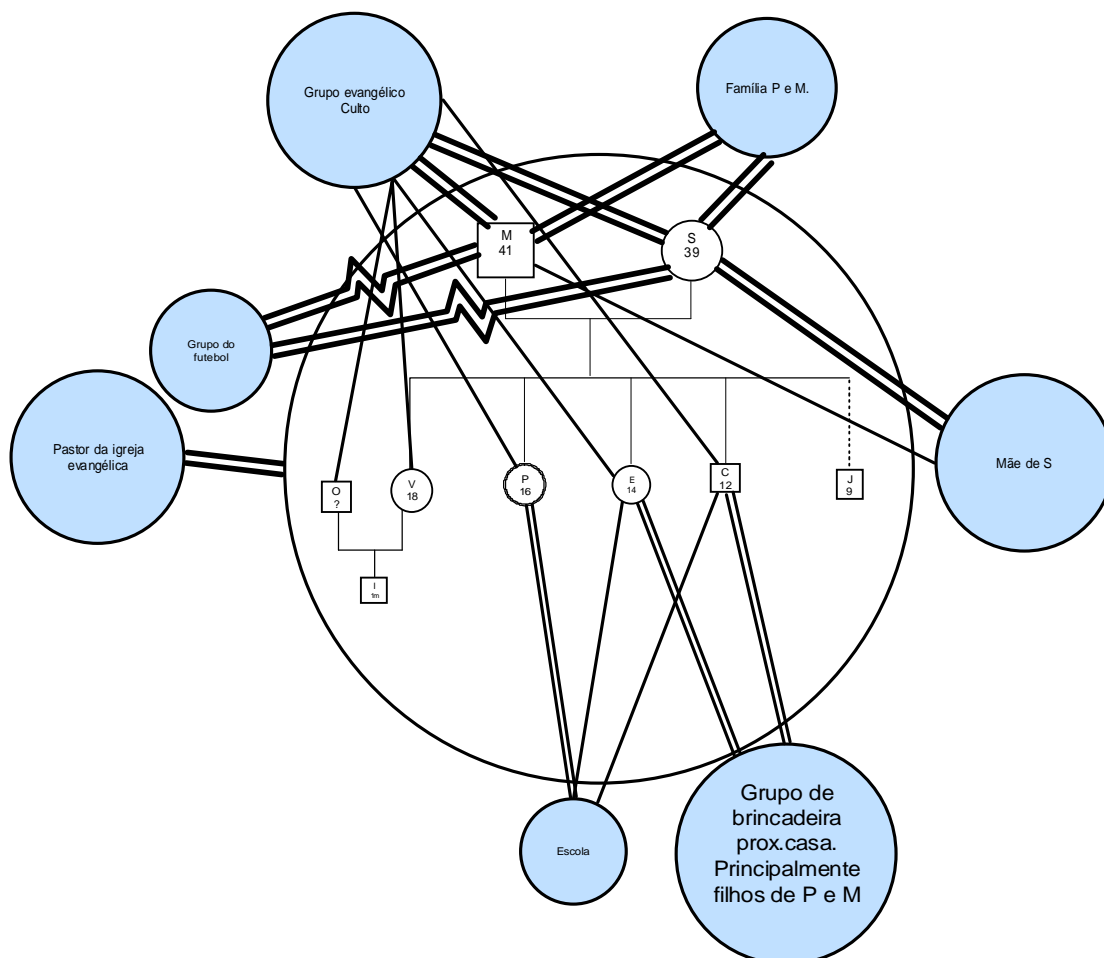 Grupo evangélico
Culto
Família P e M.
M
41
S
39
Grupo do
futebol
Pastor da igreja
evangélica
Mãe de S
O
?
V
18
P
16
E
14
C
12
J
9
I
1m
Escola
Grupo de
brincadeira
prox.casa.
Principalmente
filhos de P e M